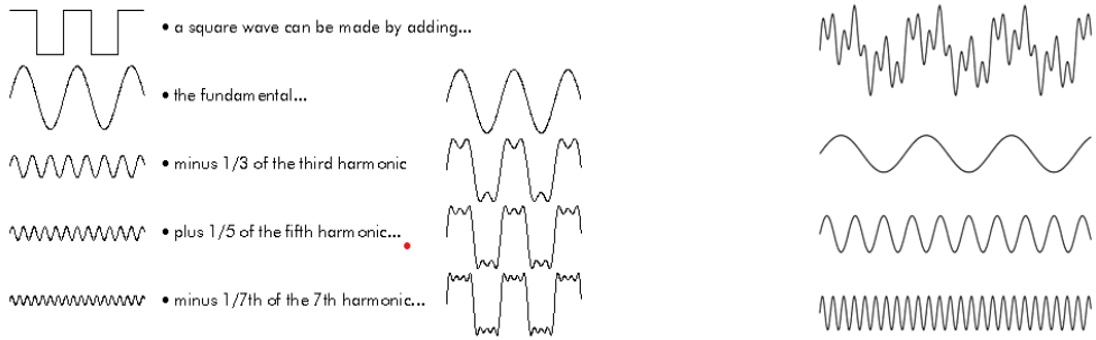 • a square wave can be made by adding...
• the fundamental...
• minus 1/3 of the third harmonic
• plus 1/5 of the fifth harmonic...
• minus 1/7th of the 7th harmonic...